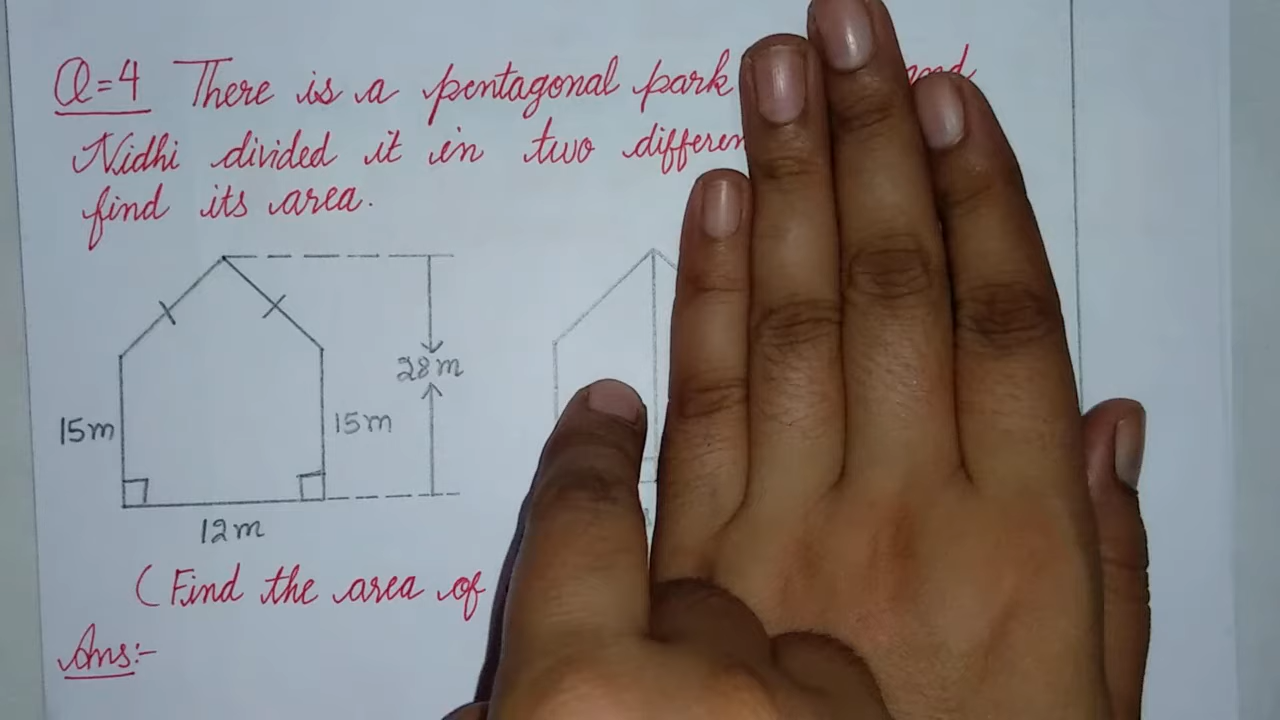 Q=4 There is a pentagonal park
Nidhi divided it in two
find its area.
28m
15m
15m
12m
(Find the area of
Ans:-